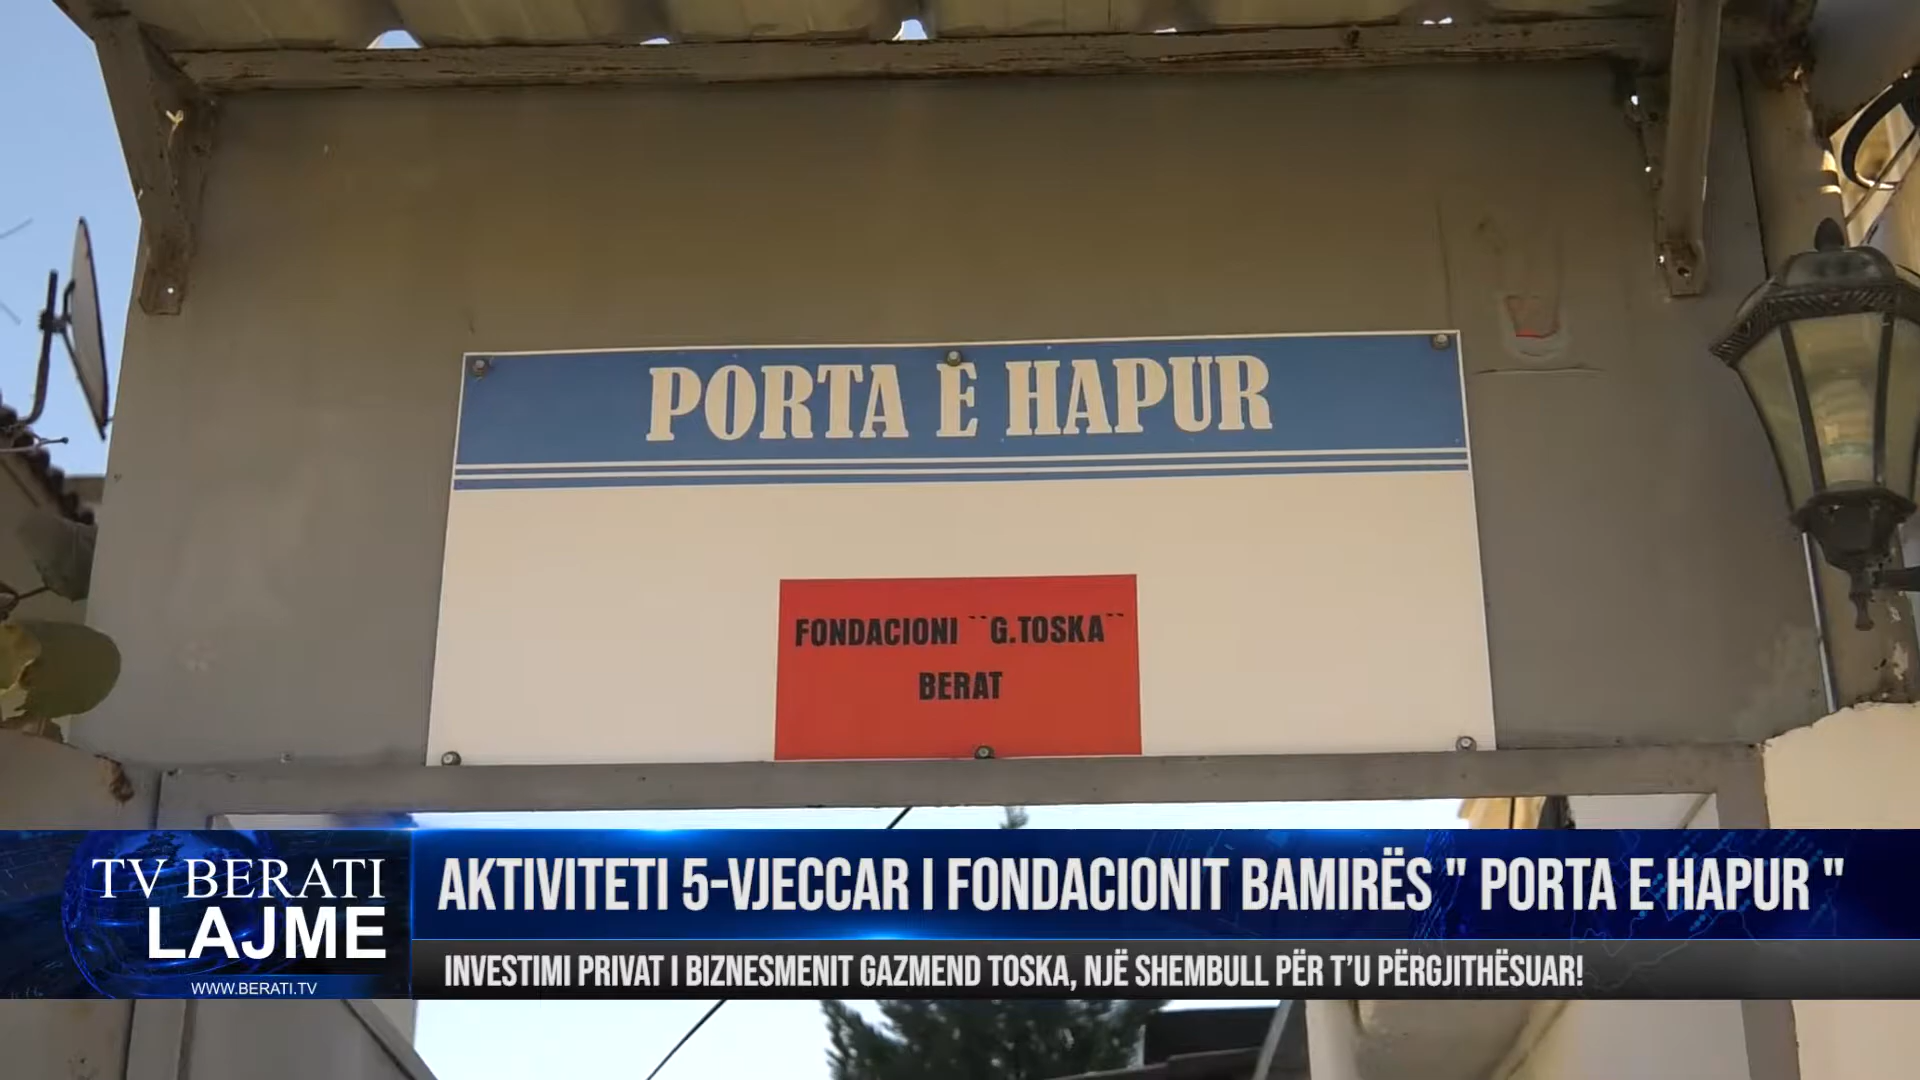 PORTA E HAPUR
FONDACIONI ``G.TOSKA``
BERAT
TV BERATI
LAJME
WWW.BERATI.TV
AKTIVITETI 5-VJECCAR I FONDACIONIT BAMIRËS " PORTA E HAPUR "
INVESTIMI PRIVAT I BIZNESMENIT GAZMEND TOSKA, NJË SHEMBULL PËR T'U PËRGJITHËSUAR!